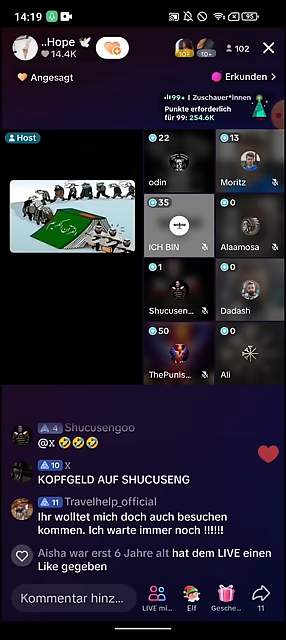 14:19
95
..Hope 🕊
14.4K
10+ 10+
102
Angesagt
Erkunden >
99+ | Zuschauer*innen
Punkte erforderlich
für 99: 254.6K
Host
22
odin
13
Moritz
35
ICH BIN
0
Alaamosa
1
Shucusen...
0
Dadash
50
ThePunis...
0
Ali
4 Shucusengoo
@x 🤣🤣🤣
10 x
KOPFGELD AUF SHUCUSENG
11 Travelhelp_official
Ihr wolltet mich doch auch besuchen
kommen. Ich warte immer noch !!!!!!
Aisha war erst 6 Jahre alt hat dem LIVE einen
Like gegeben
Kommentar hinz...
LIVE mi...
Elf
Gesche...
11